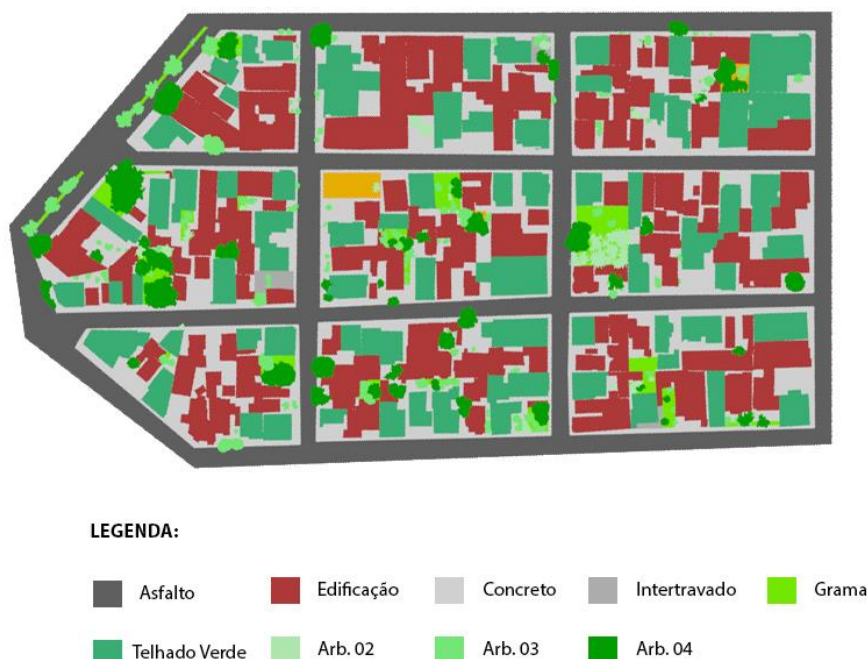 LEGENDA:
Asfalto Edificação Concreto Intertravado Grama
Telhado Verde Arb. 02 Arb. 03 Arb. 04